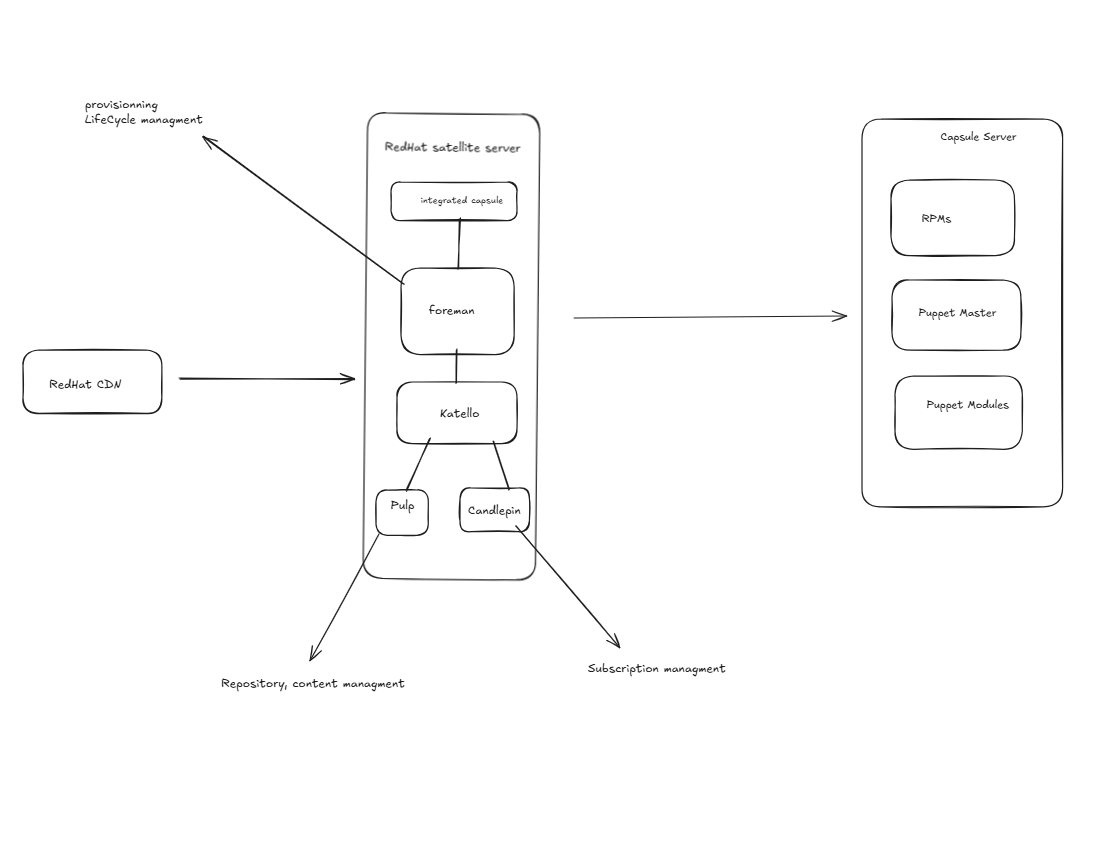 provisionning
LifeCycle managment
RedHat satellite server
integrated capsule
foreman
Katello
Pulp
Candlepin
RedHat CDN
Repository, content managment
Subscription managment
Capsule Server
RPMs
Puppet Master
Puppet Modules